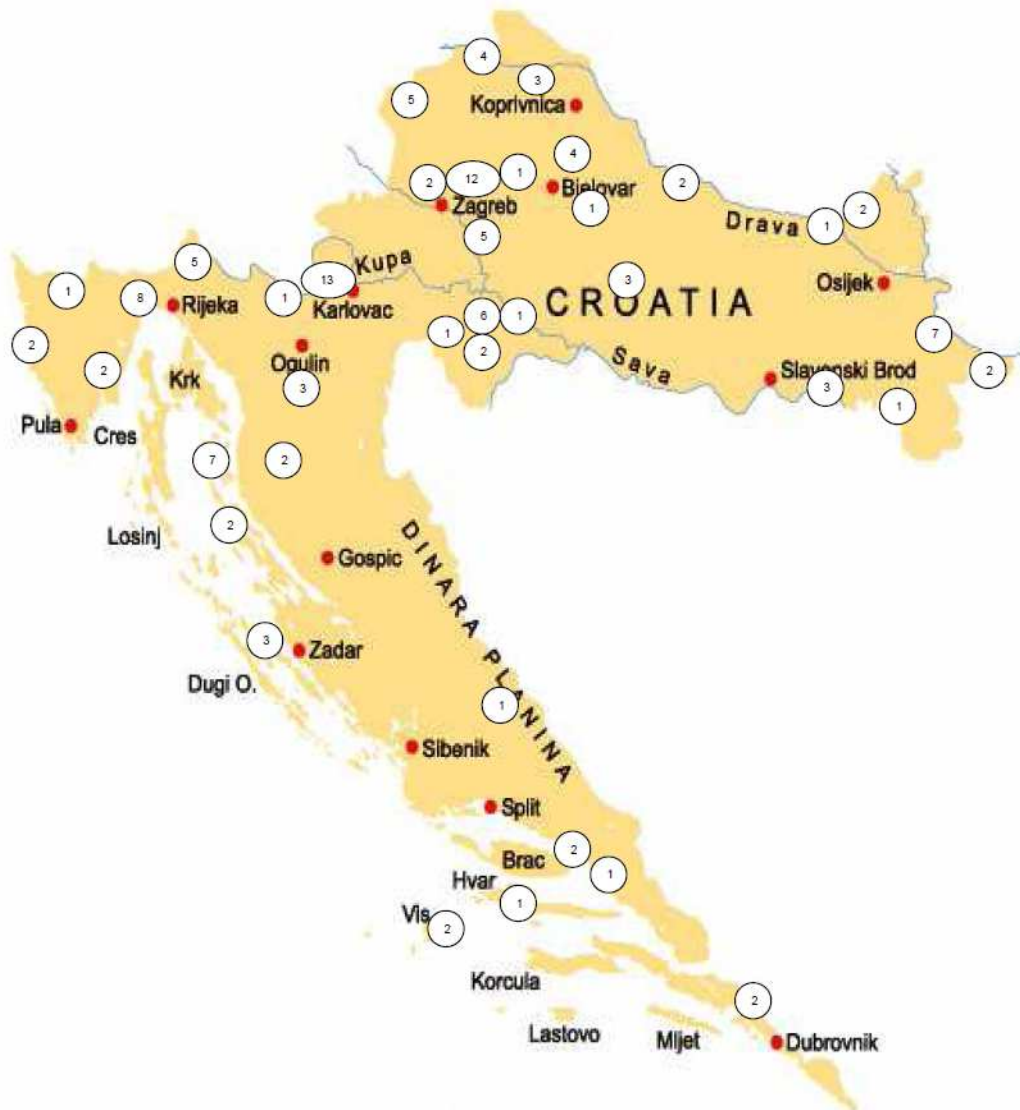 4
3
5
Koprivnica
4
1
12
2
2
Bjelovar
Zagreb
1
2
1
Drava
5
5
Kupa
13
3
Osijek
1
8
1
CROATIA
Rijeka
Karlovac
6
1
1
7
2
2
Ogulin
Sava
2
2
Krk
Slavonski Brod
3
3
1
Pula
Cres
7
2
2
Losinj
DINARA PLANINA
Gospic
3
Zadar
Dugi O.
1
Sibenik
Split
2
Brac
1
Hvar
1
Vis
2
Korcula
2
Lastovo
Mljet
Dubrovnik